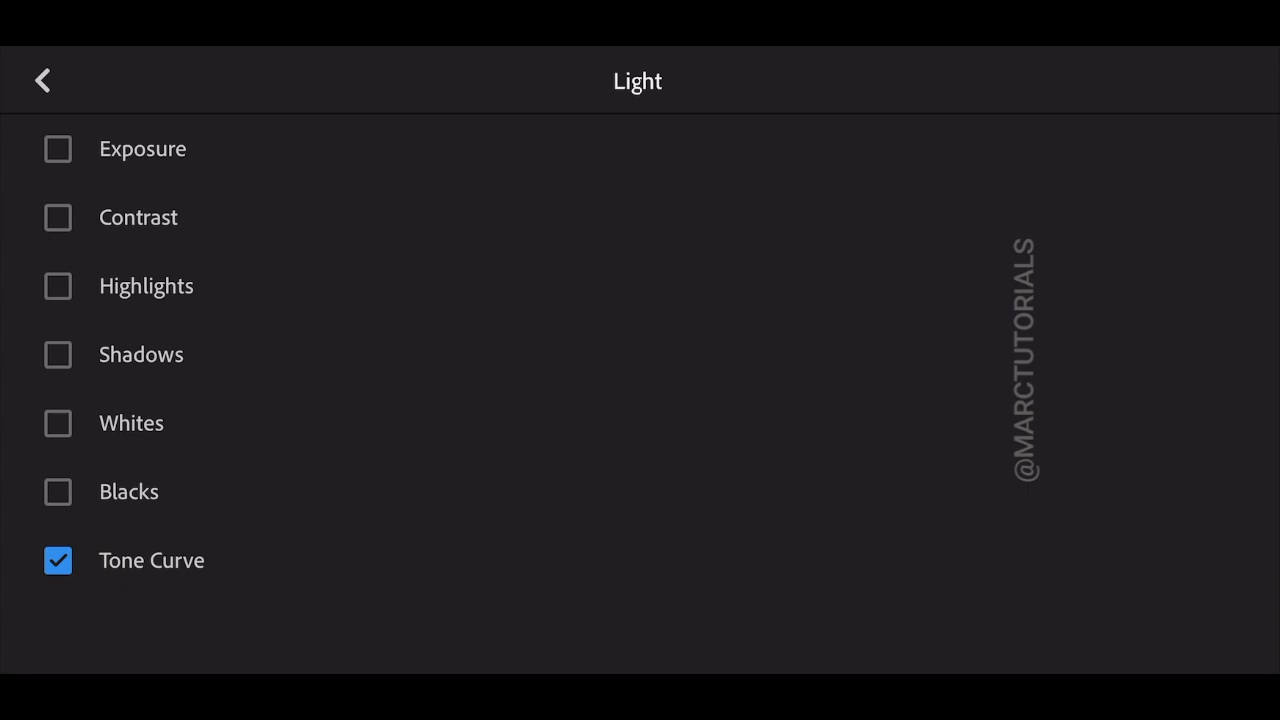 Light
Exposure
Contrast
Highlights
Shadows
Whites
Blacks
Tone Curve
@MARCTUTORIALS